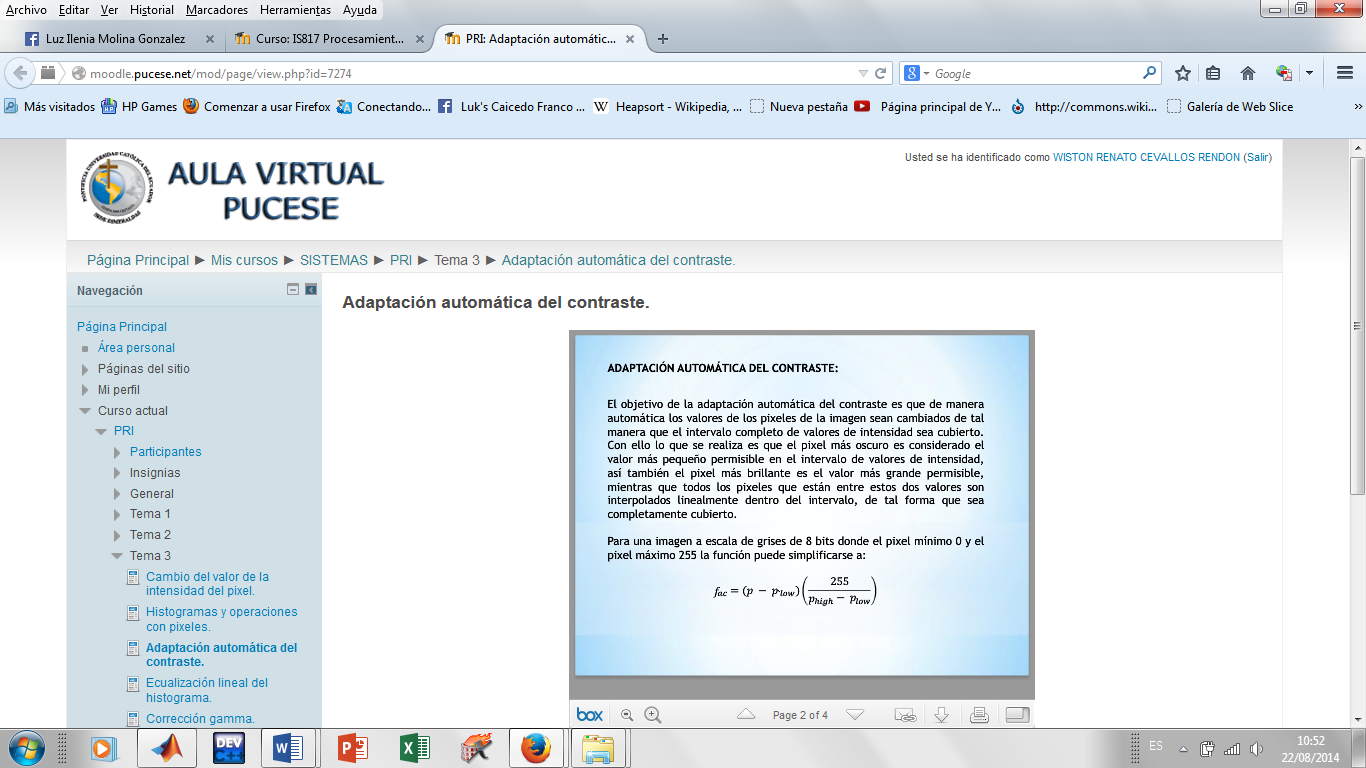 Archivo Editar Ver Historial Marcadores Herramientas Ayuda
Luz Ilenia Molina Gonzalez
Curso: IS817 Procesamient...
PRI: Adaptación automátic...
moodle.pucese.net/mod/page/view.php?id=7274
Google
Más visitados HP Games Comenzar a usar Firefox Conectando... Luk's Caicedo Franco ... Heapsort - Wikipedia, ... Nueva pestaña Página principal de Y... http://commons.wiki... Galería de Web Slice
PONTIFICIA UNIVERSIDAD CATÓLICA DEL ECUADOR
SEDE ESMERALDAS
AULA VIRTUAL
PUCESE
Usted se ha identificado como WISTON RENATO CEVALLOS RENDON (Salir)
Página Principal ► Mis cursos ► SISTEMAS ► PRI ► Tema 3 ► Adaptación automática del contraste.
Navegación
Página Principal
Área personal
Páginas del sitio
Mi perfil
Curso actual
PRI
Participantes
Insignias
General
Tema 1
Tema 2
Tema 3
Cambio del valor de la
intensidad del pixel.
Histogramas y operaciones
con pixeles.
Adaptación automática del
contraste.
Ecualización lineal del
histograma.
Corrección gamma.
Adaptación automática del contraste.
ADAPTACIÓN AUTOMÁTICA DEL CONTRASTE:
El objetivo de la adaptación automática del contraste es que de manera
automática los valores de los pixeles de la imagen sean cambiados de tal
manera que el intervalo completo de valores de intensidad sea cubierto.
Con ello lo que se realiza es que el pixel más oscuro es considerado el
valor más pequeño permisible en el intervalo de valores de intensidad,
así también el pixel más brillante es el valor más grande permisible,
mientras que todos los pixeles que están entre estos dos valores son
interpolados linealmente dentro del intervalo, de tal forma que sea
completamente cubierto.
Para una imagen a escala de grises de 8 bits donde el pixel mínimo 0 y el
pixel máximo 255 la función puede simplificarse a:
f_ac = (p − p_low) (255 / (p_high − p_low))
box
Page 2 of 4
DEV
C++
ES
10:52
22/08/2014